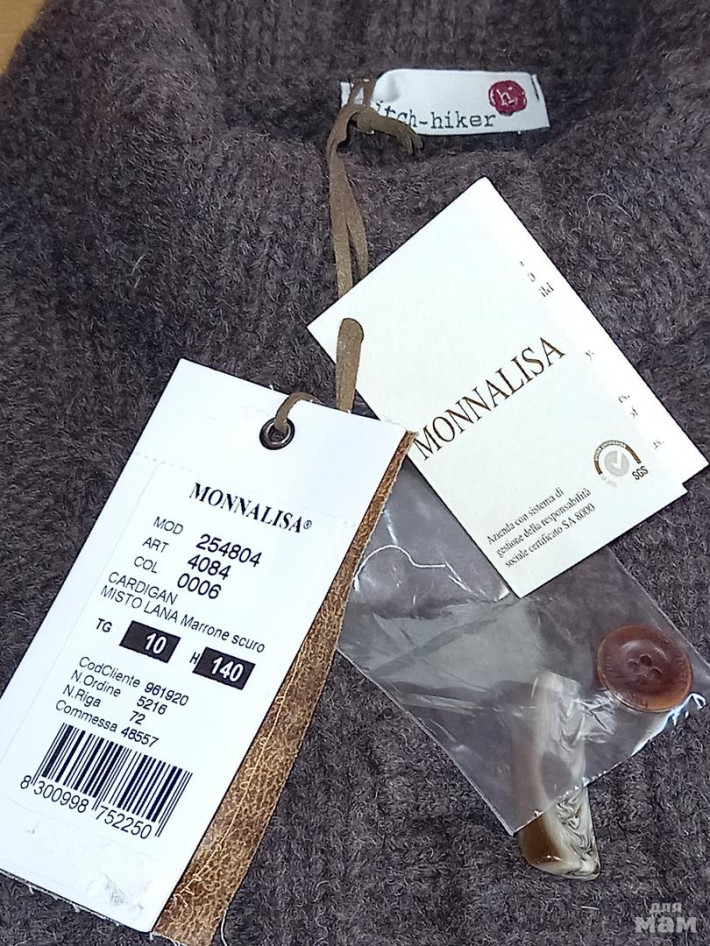 itch-hiker
h
ild
MONNALISA
SGS
Azienda con sistema di
gestione della responsabilità
sociale certificato SA 8000
MONNALISA®
MOD 254804
ART 4084
COL 0006
CARDIGAN
MISTO LANA Marrone scuro
TG 10 H 140
CodCliente 961920
N.Ordine 5216
N.Riga 72
Commessa 48557
8 300998 752250
для
мам